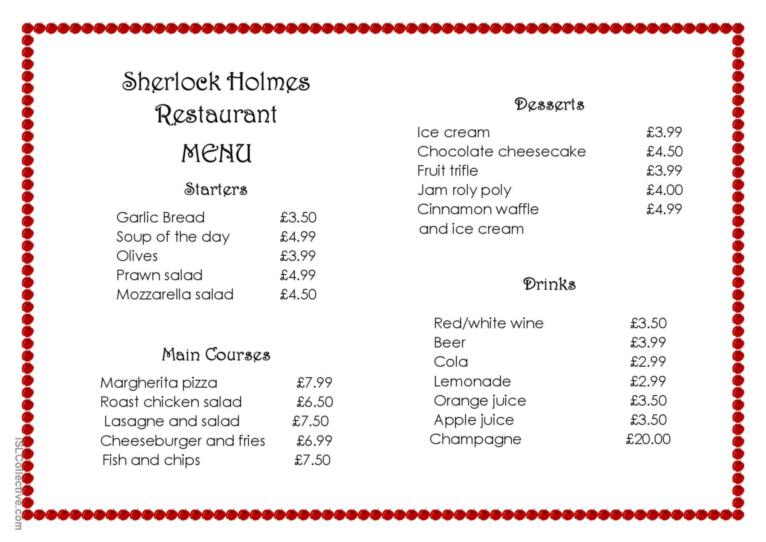 Sherlock Holmes
Restaurant
MENU
Starters
Garlic Bread £3.50
Soup of the day £4.99
Olives £3.99
Prawn salad £4.99
Mozzarella salad £4.50
Main Courses
Margherita pizza £7.99
Roast chicken salad £6.50
Lasagne and salad £7.50
Cheeseburger and fries £6.99
Fish and chips £7.50
Desserts
Ice cream £3.99
Chocolate cheesecake £4.50
Fruit trifle £3.99
Jam roly poly £4.00
Cinnamon waffle £4.99
and ice cream
Drinks
Red/white wine £3.50
Beer £3.99
Cola £2.99
Lemonade £2.99
Orange juice £3.50
Apple juice £3.50
Champagne £20.00
iSLCollective.com